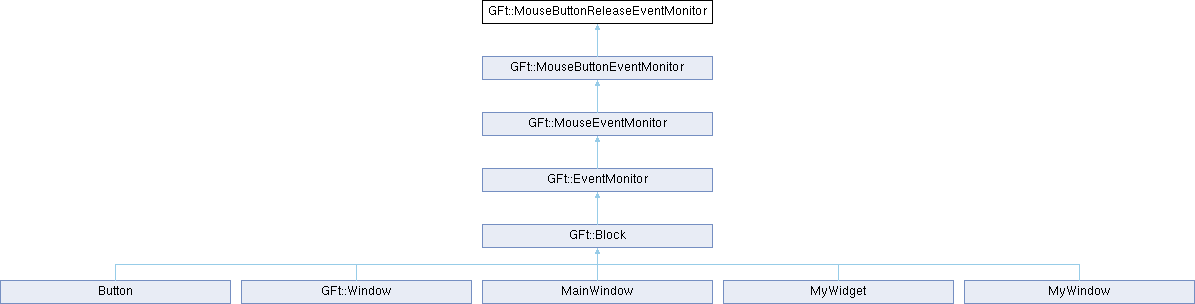 GFt::MouseButtonReleaseEventMonitor
GFt::MouseButtonEventMonitor
GFt::MouseEventMonitor
GFt::EventMonitor
GFt::Block
Button
GFt::Window
MainWindow
MyWidget
MyWindow